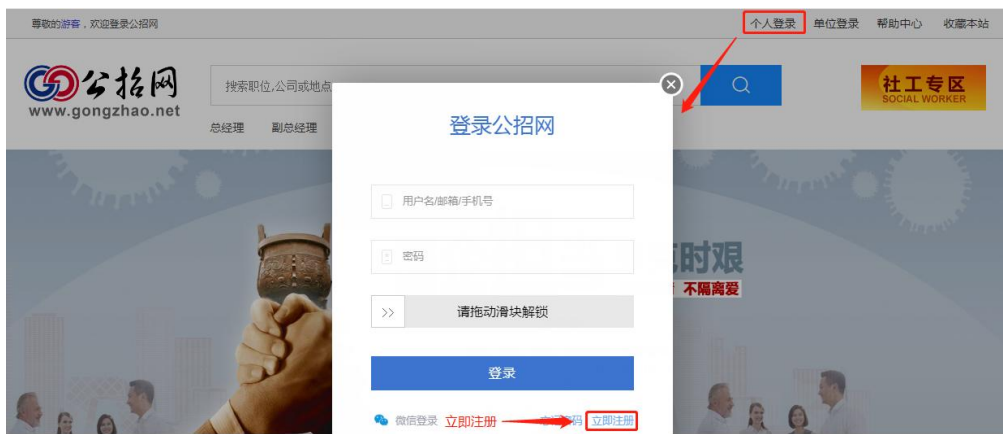 尊敬的游客，欢迎登录公招网 个人登录 单位登录 帮助中心 收藏本站
公招网
www.gongzhao.net
搜索职位,公司或地点
社工专区
SOCIAL WORKER
总经理 副总经理
登录公招网
用户名/邮箱/手机号
密码
时艰
不隔离爱
>> 请拖动滑块解锁
登录
微信登录 立即注册 码 立即注册